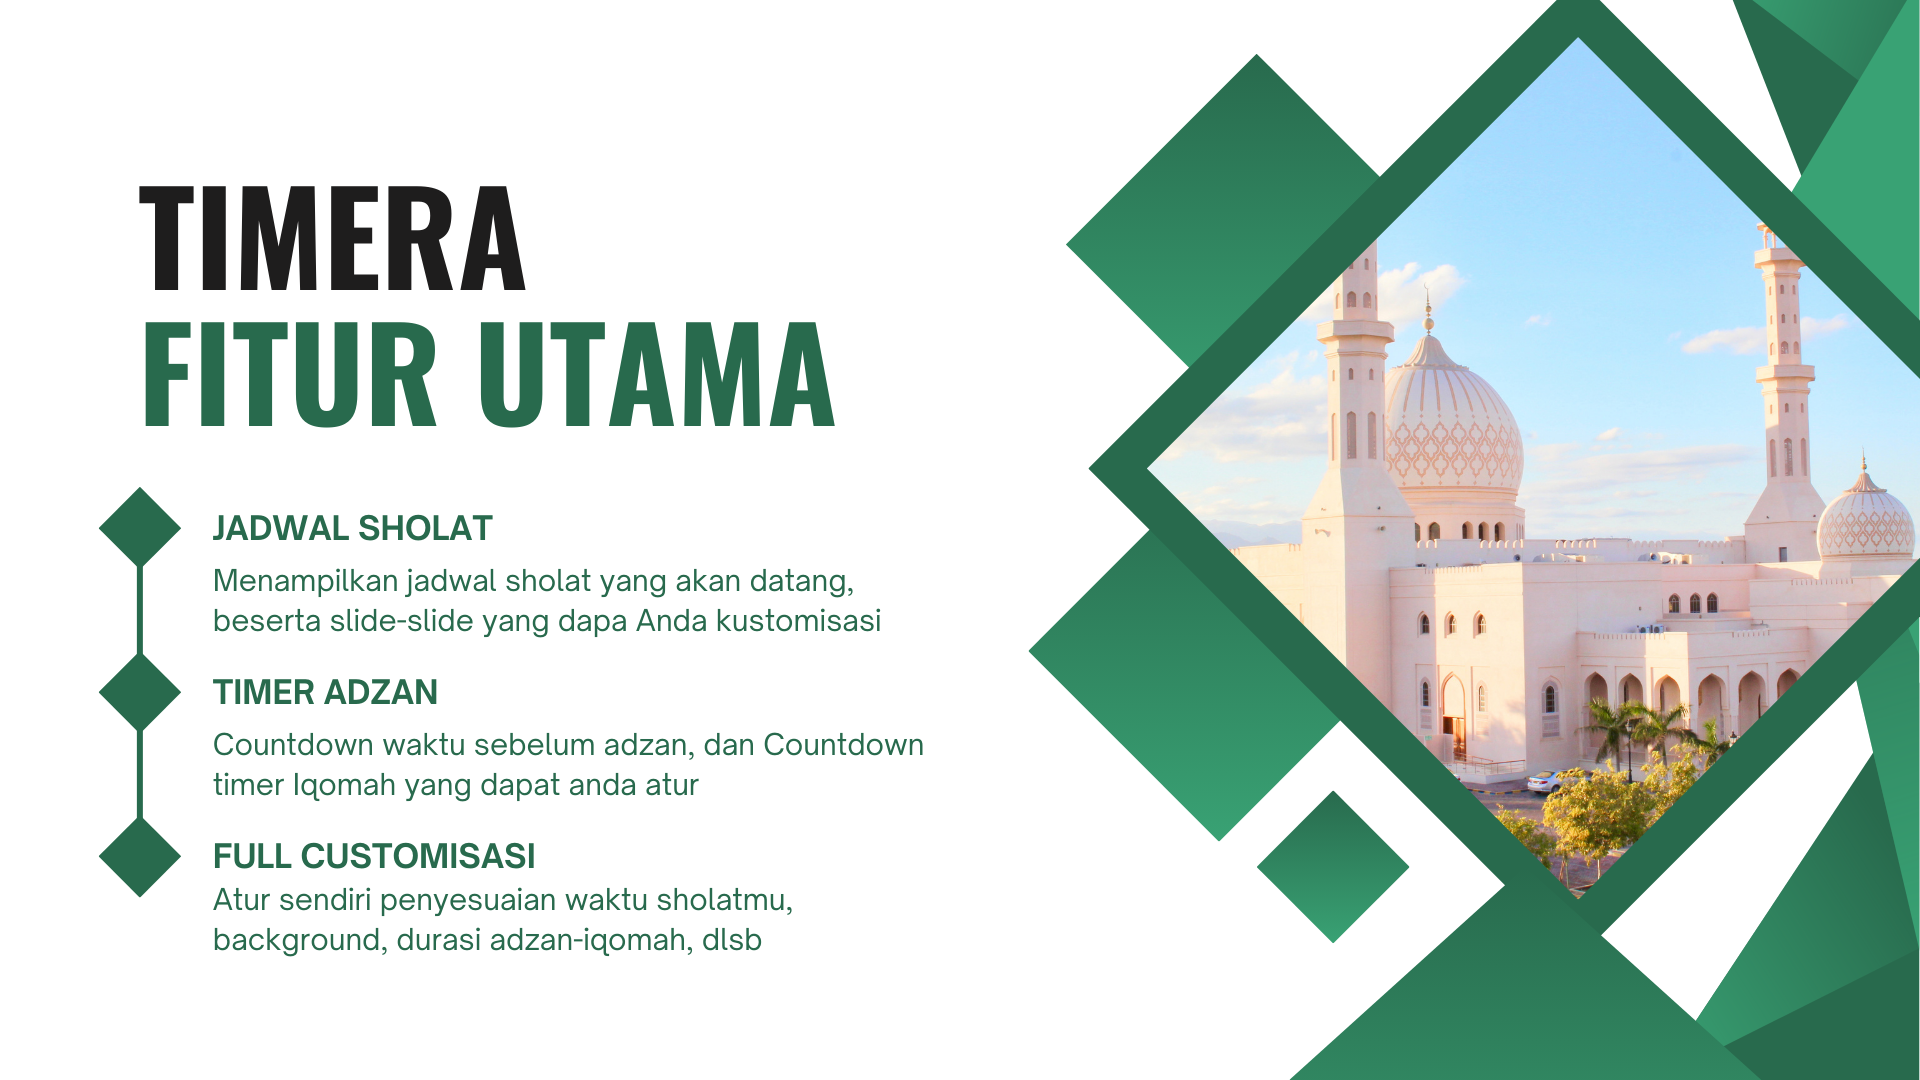 TIMERA
FITUR UTAMA
JADWAL SHOLAT
Menampilkan jadwal sholat yang akan datang,
beserta slide-slide yang dapa Anda kustomisasi
TIMER ADZAN
Countdown waktu sebelum adzan, dan Countdown
timer Iqomah yang dapat anda atur
FULL CUSTOMISASI
Atur sendiri penyesuaian waktu sholatmu,
background, durasi adzan-iqomah, dlsb